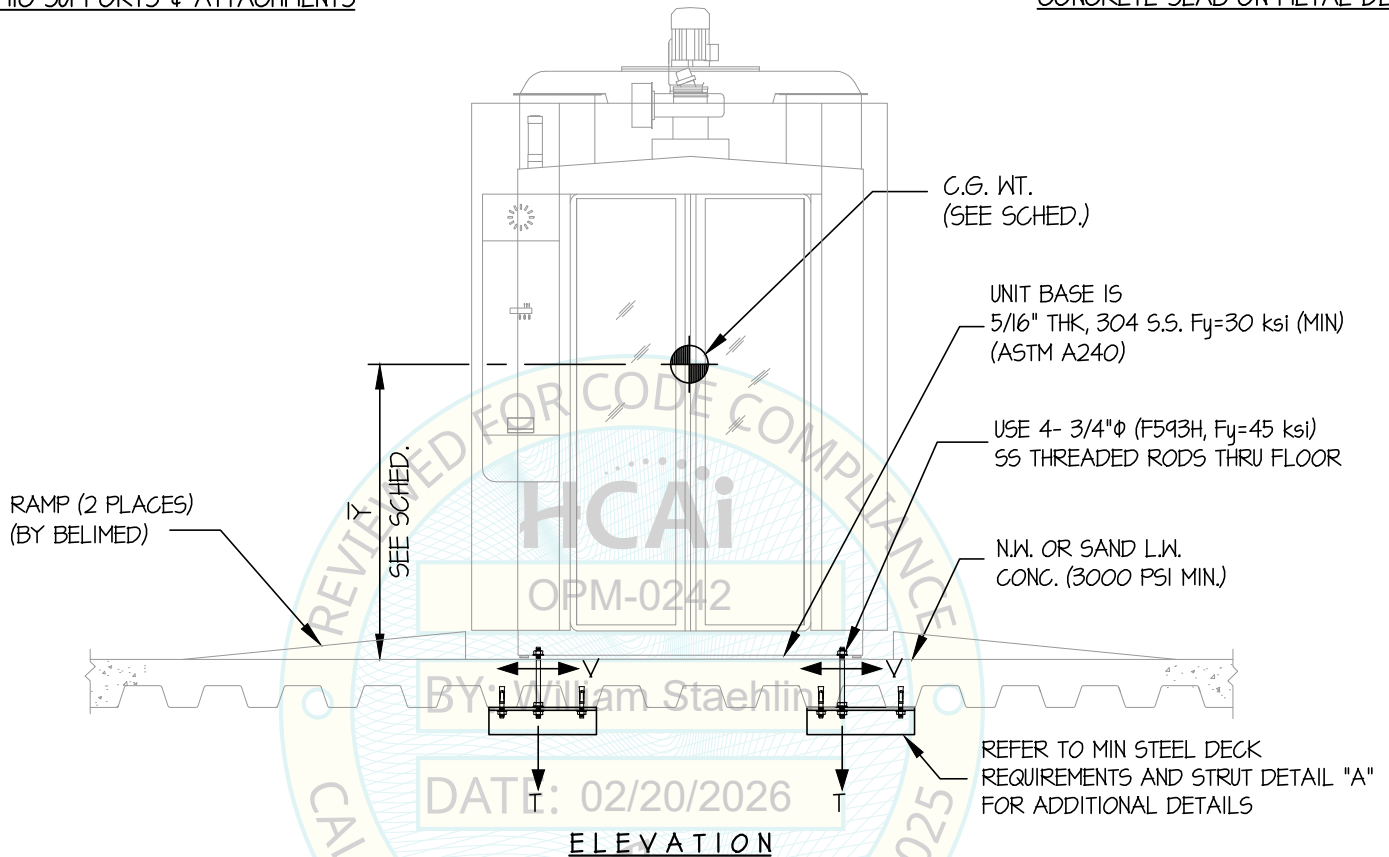 SUPPORTS & ATTACHMENTS
CONCRETE SLAB ON METAL
C.G. WT.
(SEE SCHED.)
UNIT BASE IS
5/16" THK, 304 S.S. Fy=30 ksi (MIN)
(ASTM A240)
USE 4- 3/4"Φ (F593H, Fy=45 ksi)
SS THREADED RODS THRU FLOOR
RAMP (2 PLACES)
(BY BELIMED)
Y
SEE SCHED.
N.W. OR SAND L.W.
CONC. (3000 PSI MIN.)
REVIEWED FOR CODE COMPLIANCE
HCAi
OPM-0242
V
V
BY: William Staehlin
REFER TO MIN STEEL DECK
REQUIREMENTS AND STRUT DETAIL "A"
FOR ADDITIONAL DETAILS
T
T
DATE: 02/20/2026
2025
ELEVATION